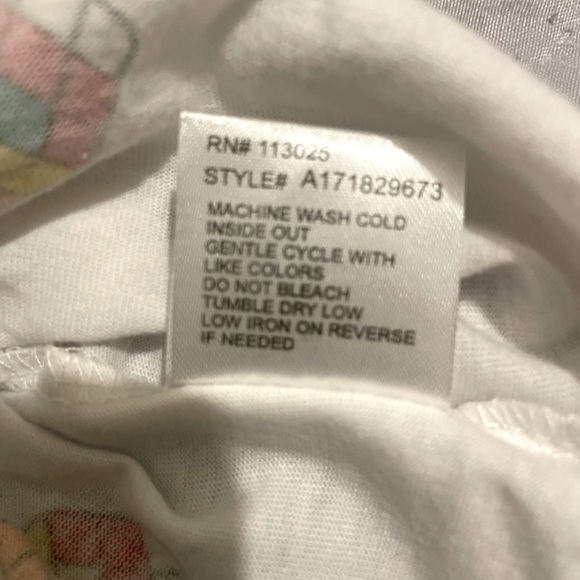 RN# 113025
STYLE# A171829673
MACHINE WASH COLD
INSIDE OUT
GENTLE CYCLE WITH
LIKE COLORS
DO NOT BLEACH
TUMBLE DRY LOW
LOW IRON ON REVERSE
IF NEEDED